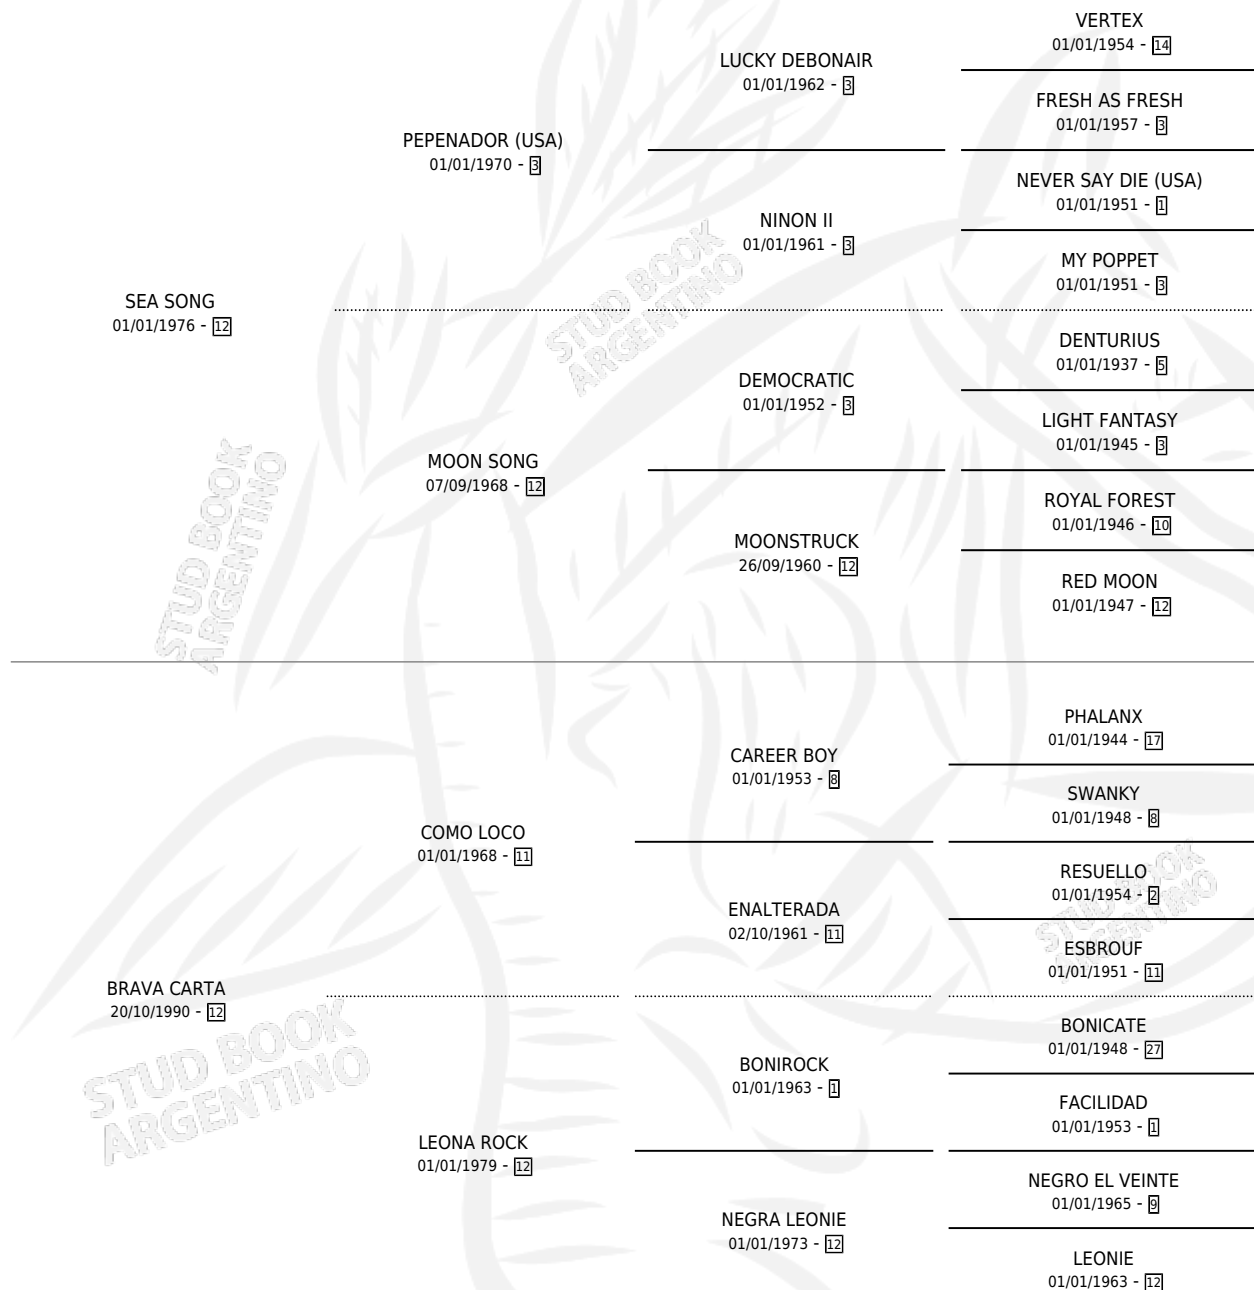 VERTEX
01/01/1954 - 14
LUCKY DEBONAIR
01/01/1962 - 3
FRESH AS FRESH
01/01/1957 - 3
PEPENADOR (USA)
01/01/1970 - 3
NEVER SAY DIE (USA)
01/01/1951 - 1
NINON II
01/01/1961 - 3
MY POPPET
01/01/1951 - 3
SEA SONG
01/01/1976 - 12
DENTURIUS
01/01/1937 - 5
DEMOCRATIC
01/01/1952 - 3
LIGHT FANTASY
01/01/1945 - 3
MOON SONG
07/09/1968 - 12
ROYAL FOREST
01/01/1946 - 10
MOONSTRUCK
26/09/1960 - 12
RED MOON
01/01/1947 - 12
PHALANX
01/01/1944 - 17
CAREER BOY
01/01/1953 - 8
SWANKY
01/01/1948 - 8
COMO LOCO
01/01/1968 - 11
RESUELLO
01/01/1954 - 2
ENALTERADA
02/10/1961 - 11
ESBROUF
01/01/1951 - 11
BRAVA CARTA
20/10/1990 - 12
BONICATE
01/01/1948 - 27
BONIROCK
01/01/1963 - 1
FACILIDAD
01/01/1953 - 1
LEONA ROCK
01/01/1979 - 12
NEGRO EL VEINTE
01/01/1965 - 9
NEGRA LEONIE
01/01/1973 - 12
LEONIE
01/01/1963 - 12
STUD BOOK
ARGENTINO
STUD BOOK
ARGENTINO
STUD BOOK
ARGENTINO
STUD BOOK
ARGENTINO